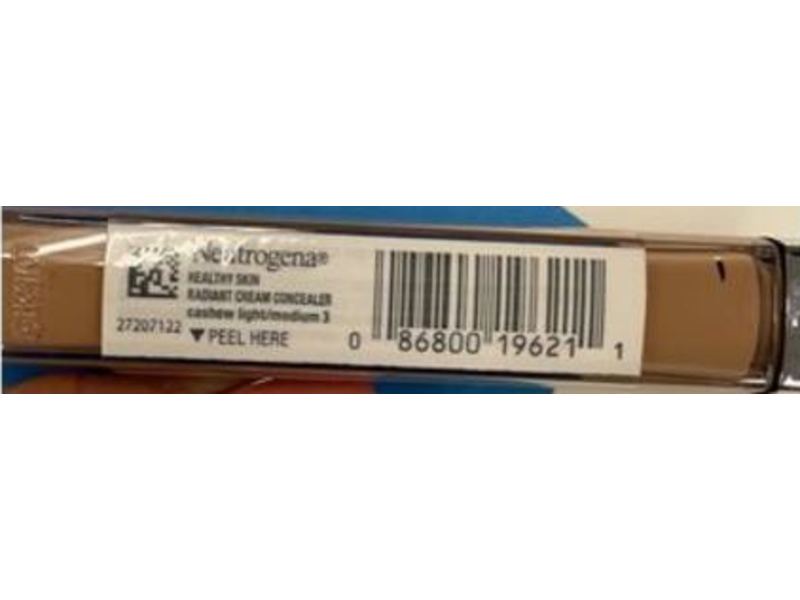 Neutrogena®
HEALTHY SKIN
RADIANT CREAM CONCEALER
cashew light/medium 3
27207122 ▼PEEL HERE
0 86800 19621 1